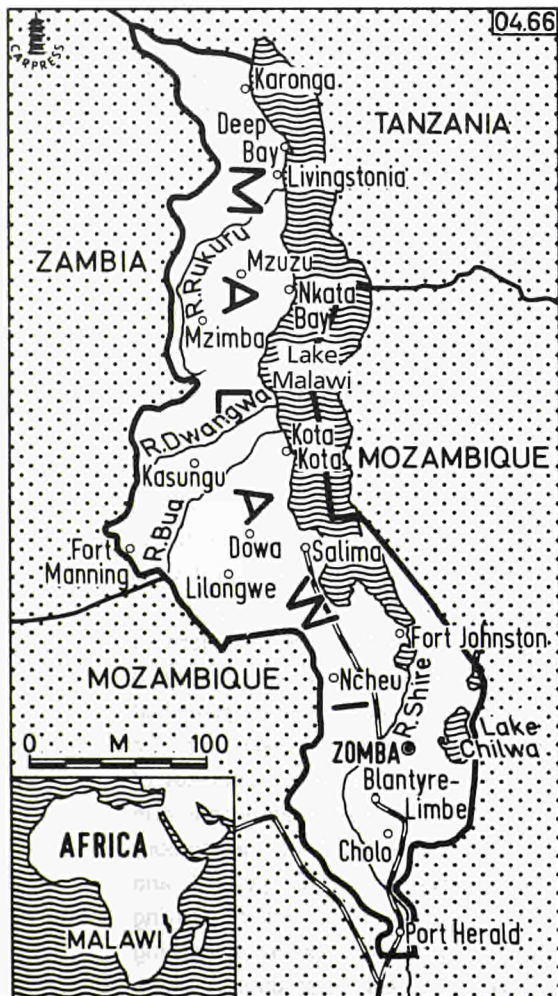 CARPRESS
04.66
Karonga
TANZANIA
Deep
Bay
Livingstonia
MALAWI
ZAMBIA
R.Rukuru
Mzuzu
Nkata
Bay
Mzimba
Lake
Malawi
R.Dwangwa
Kota
Kota
MOZAMBIQUE
Kasungu
R.Bua
Fort
Manning
Dowa
Salima
Lilongwe
Fort Johnston
MOZAMBIQUE
Ncheu
R.Shire
Lake
Chilwa
0 M 100
ZOMBA
Blantyre-
Limbe
Cholo
AFRICA
MALAWI
Port Herald